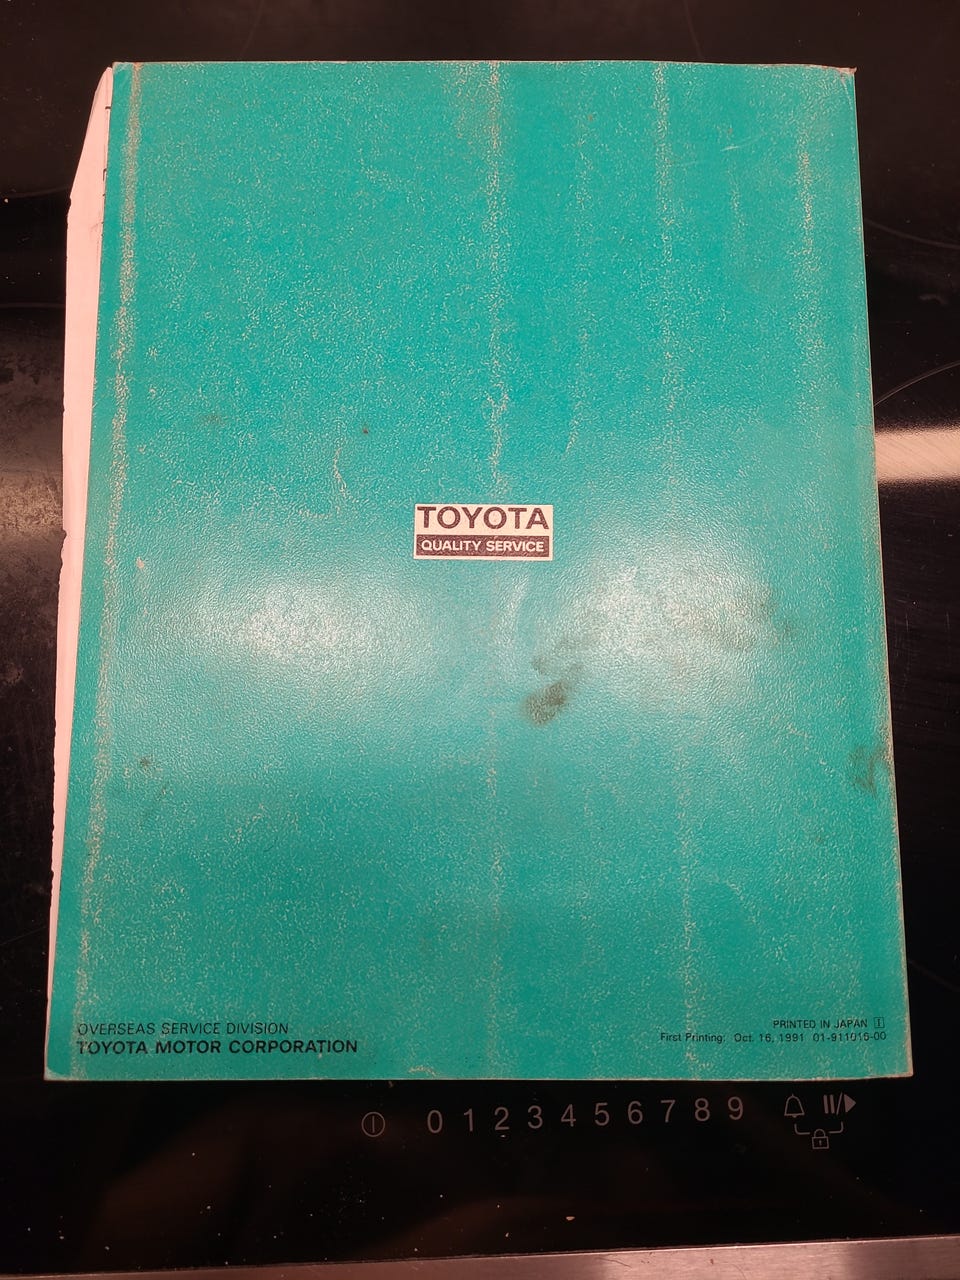 TOYOTA
QUALITY SERVICE
OVERSEAS SERVICE DIVISION
TOYOTA MOTOR CORPORATION
PRINTED IN JAPAN I
First Printing: Oct. 16, 1991 01-911016-00
0 1 2 3 4 5 6 7 8 9